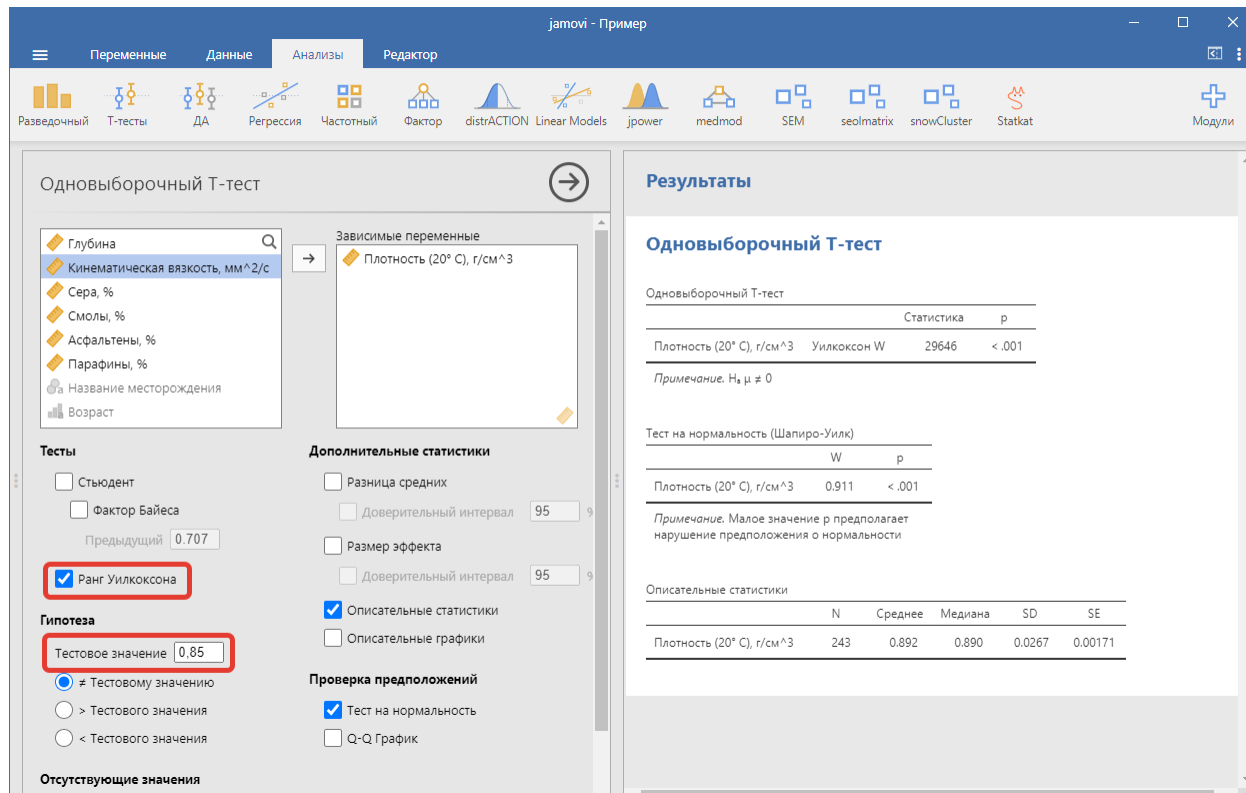 jamovi - Пример
Переменные Данные Анализы Редактор
Разведочный Т-тесты ДА Регрессия Частотный Фактор distrACTION Linear Models jpower medmod SEM seolmatrix snowCluster Statkat Модули
Одновыборочный Т-тест
Глубина
Кинематическая вязкость, мм^2/с
Сера, %
Смолы, %
Асфальтены, %
Парафины, %
Название месторождения
Возраст
Зависимые переменные
Плотность (20° C), г/см^3
Тесты
Стьюдент
Фактор Байеса
Предыдущий 0.707
Ранг Уилкоксона
Гипотеза
Тестовое значение 0,85
≠ Тестовому значению
> Тестового значения
< Тестового значения
Отсутствующие значения
Дополнительные статистики
Разница средних
Доверительный интервал 95 %
Размер эффекта
Доверительный интервал 95 %
Описательные статистики
Описательные графики
Проверка предположений
Тест на нормальность
Q-Q График
Результаты
Одновыборочный Т-тест
Одновыборочный Т-тест
Статистика p
Плотность (20° C), г/см^3 Уилкоксон W 29646 < .001
Примечание. Hₐ μ ≠ 0
Тест на нормальность (Шапиро-Уилк)
W p
Плотность (20° C), г/см^3 0.911 < .001
Примечание. Малое значение p предполагает
нарушение предположения о нормальности
Описательные статистики
N Среднее Медиана SD SE
Плотность (20° C), г/см^3 243 0.892 0.890 0.0267 0.00171